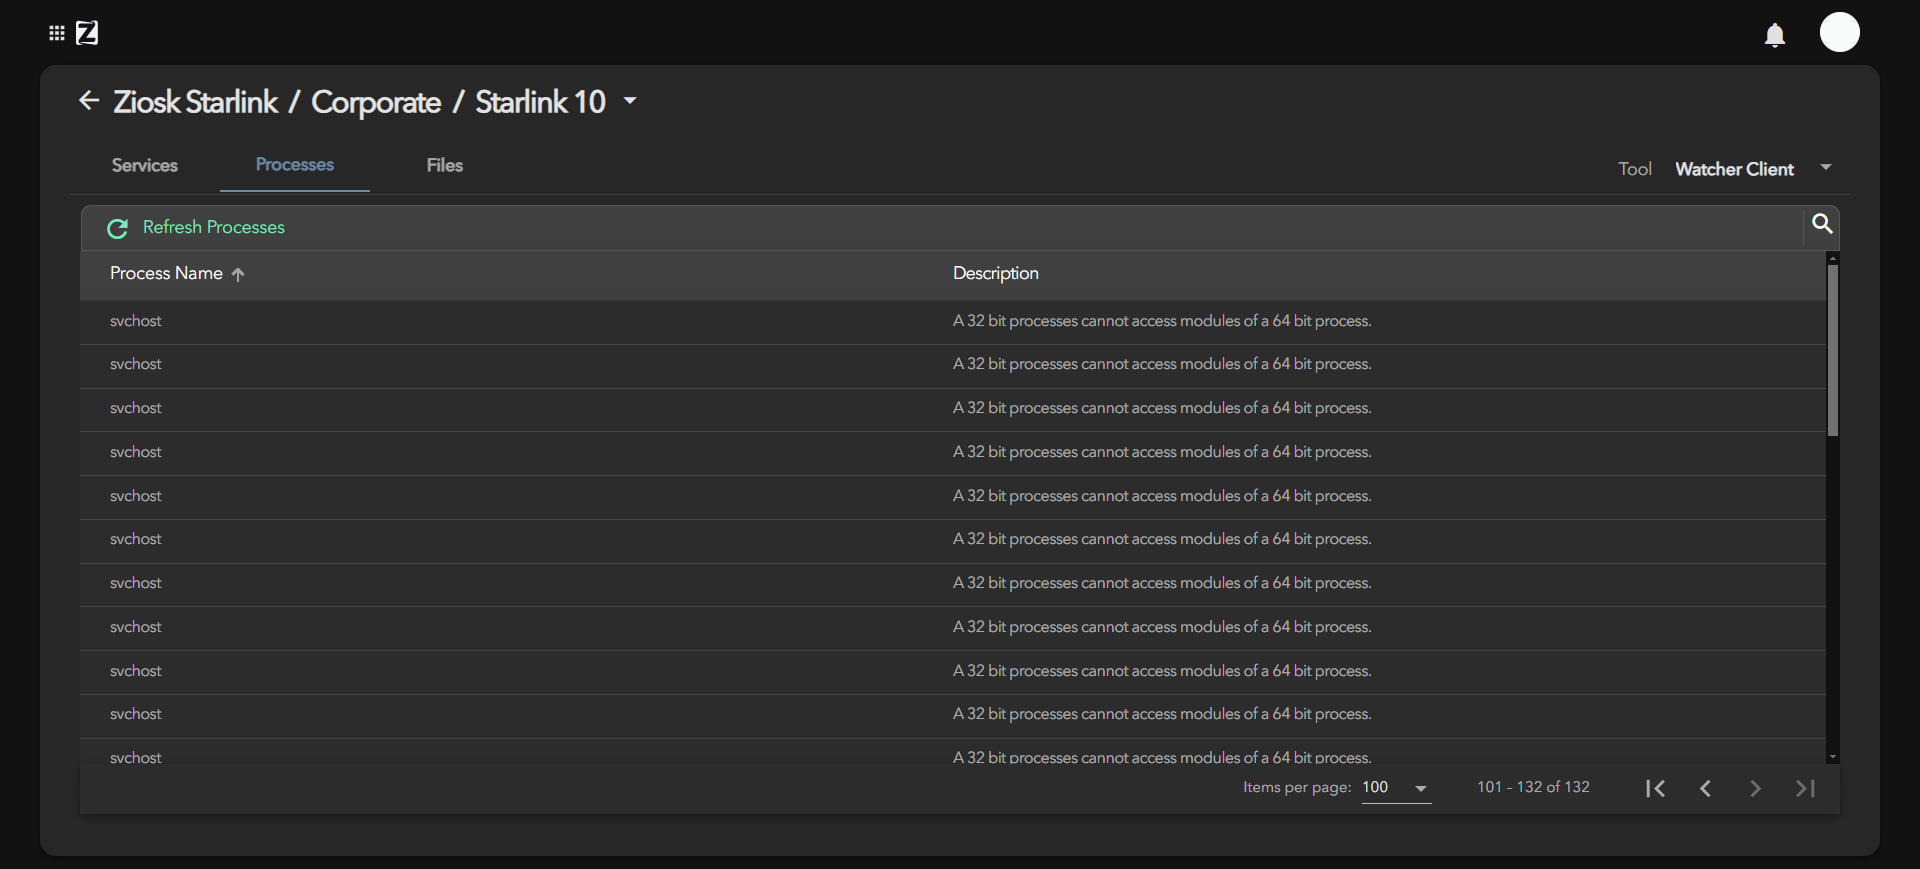 Z
Ziosk Starlink / Corporate / Starlink 10
Services Processes Files Tool Watcher Client
Refresh Processes
Process Name Description
svchost A 32 bit processes cannot access modules of a 64 bit process.
svchost A 32 bit processes cannot access modules of a 64 bit process.
svchost A 32 bit processes cannot access modules of a 64 bit process.
svchost A 32 bit processes cannot access modules of a 64 bit process.
svchost A 32 bit processes cannot access modules of a 64 bit process.
svchost A 32 bit processes cannot access modules of a 64 bit process.
svchost A 32 bit processes cannot access modules of a 64 bit process.
svchost A 32 bit processes cannot access modules of a 64 bit process.
svchost A 32 bit processes cannot access modules of a 64 bit process.
svchost A 32 bit processes cannot access modules of a 64 bit process.
svchost A 32 bit processes cannot access modules of a 64 bit process.
Items per page: 100 101 - 132 of 132